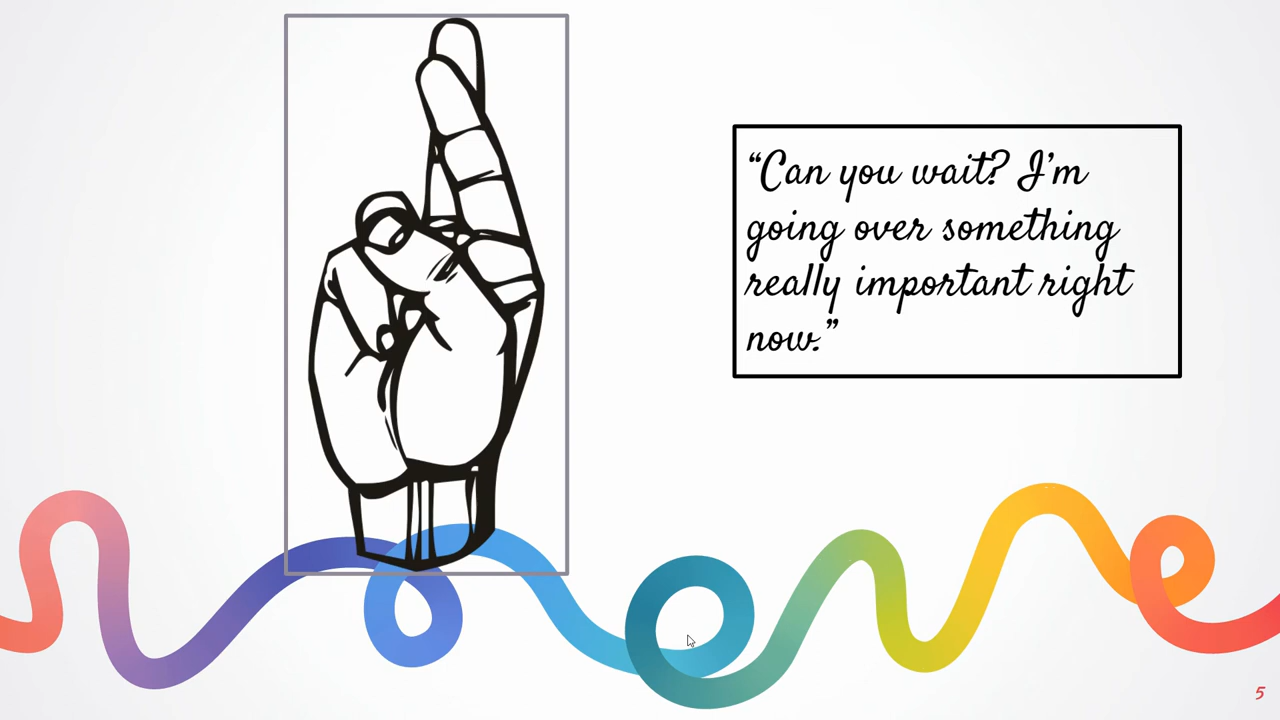 “Can you wait? I’m
going over something
really important right
now.”
5